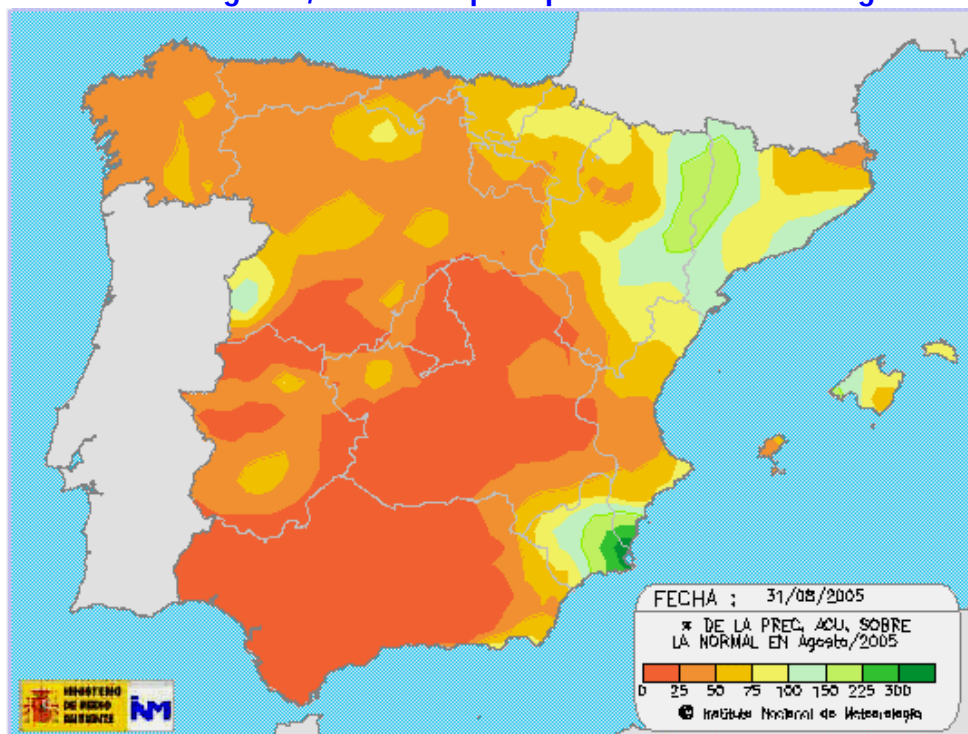 FECHA : 31/08/2005
% DE LA PREC, ACU, SOBRE
LA NORMAL EN Agosto/2005
0 25 50 75 100 150 225 300
© Instituto Nacional de Meteorología
MINISTERIO
DE MEDIO
AMBIENTE
INM